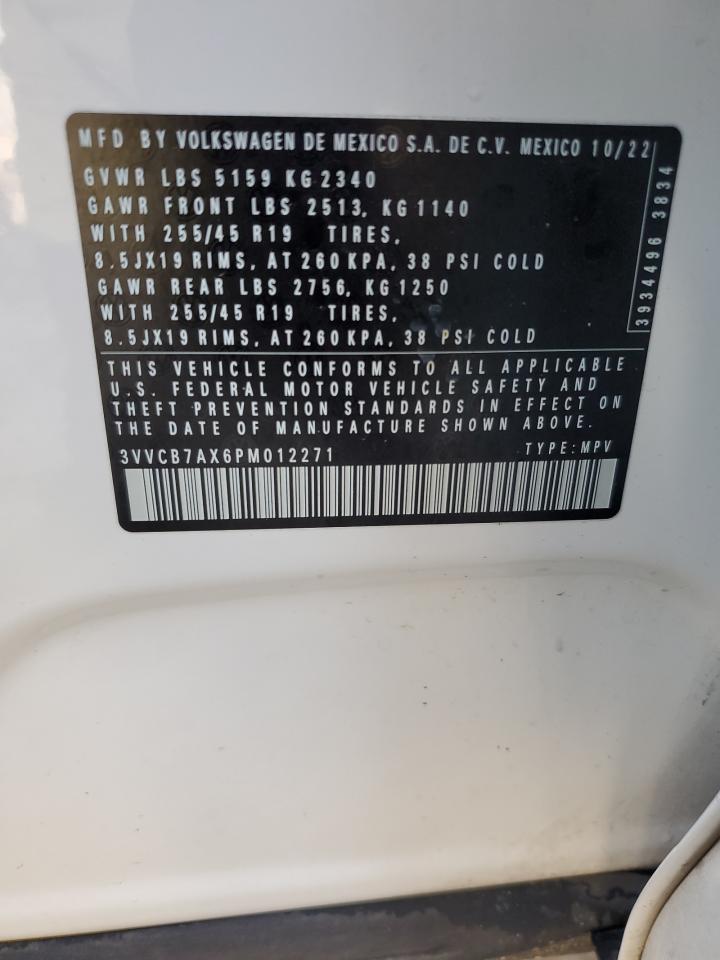 MFD BY VOLKSWAGEN DE MEXICO S.A. DE C.V. MEXICO 10/22
GVWR LBS 5159 KG 2340
GAWR FRONT LBS 2513, KG 1140
WITH 255/45 R19 TIRES,
8.5JX19 RIMS, AT 260 KPA, 38 PSI COLD
GAWR REAR LBS 2756, KG 1250
WITH 255/45 R19 TIRES,
8.5JX19 RIMS, AT 260 KPA, 38 PSI COLD
3934496 3834
THIS VEHICLE CONFORMS TO ALL APPLICABLE
U.S. FEDERAL MOTOR VEHICLE SAFETY AND
THEFT PREVENTION STANDARDS IN EFFECT ON
THE DATE OF MANUFACTURE SHOWN ABOVE.
3VVCB7AX6PM012271 TYPE: MPV